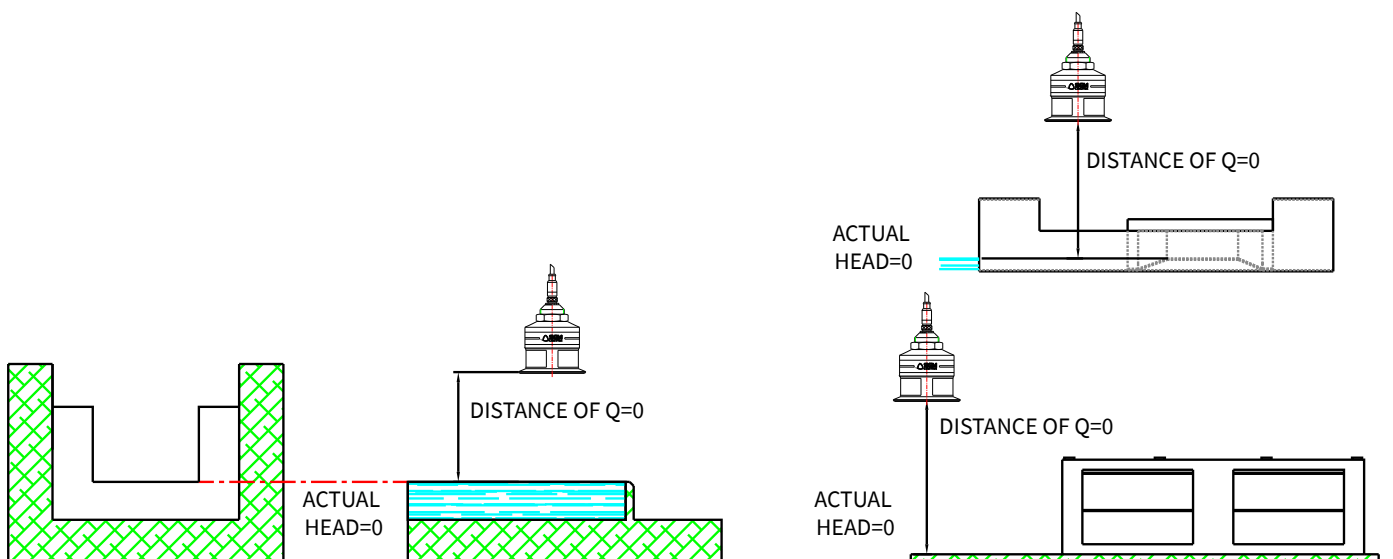 DISTANCE OF Q=0
ACTUAL
HEAD=0
DISTANCE OF Q=0
ACTUAL
HEAD=0
DISTANCE OF Q=0
ACTUAL
HEAD=0